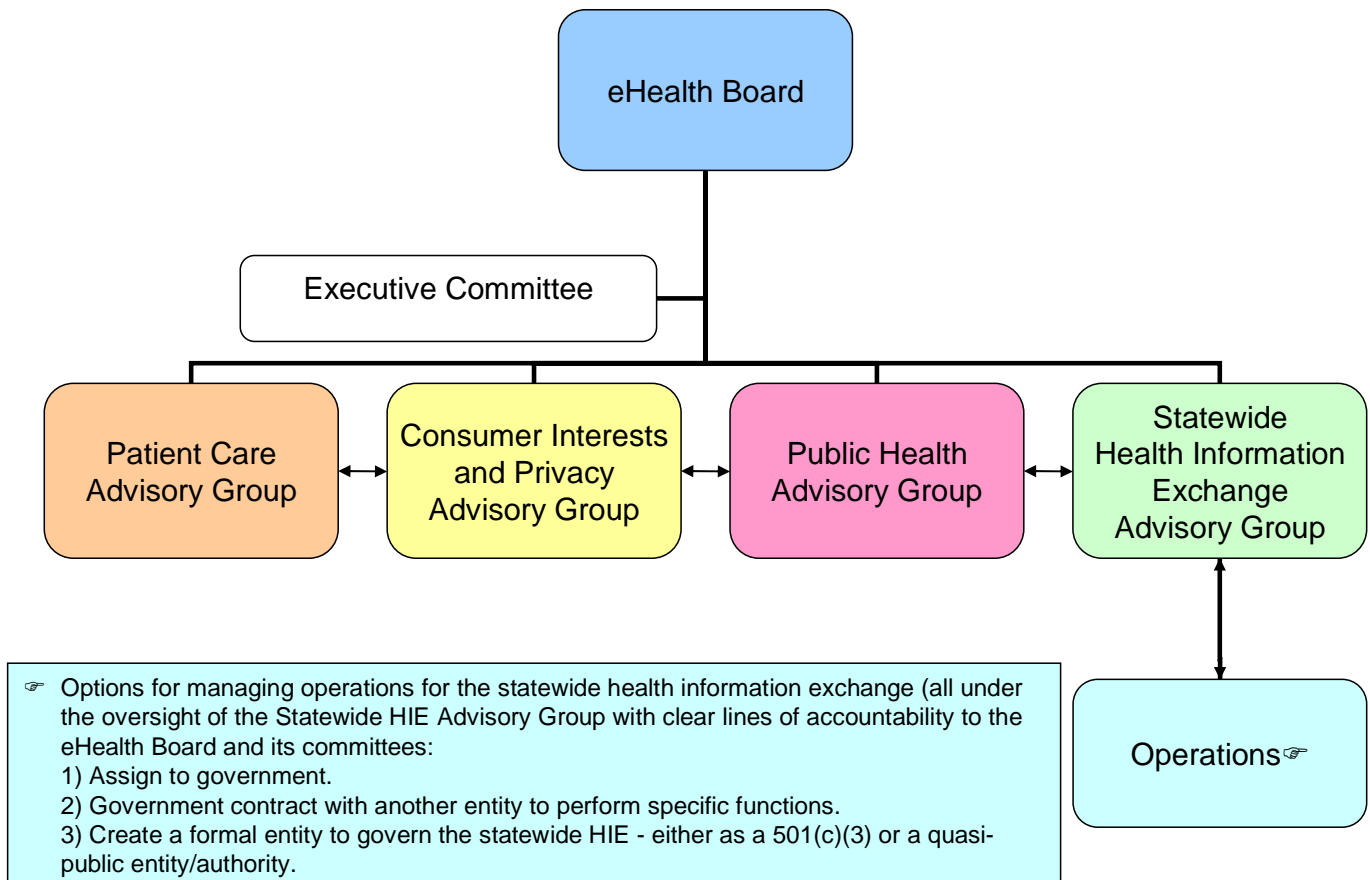 eHealth Board
Executive Committee
Patient Care
Advisory Group
Consumer Interests
and Privacy
Advisory Group
Public Health
Advisory Group
Statewide
Health Information
Exchange
Advisory Group
☞ Options for managing operations for the statewide health information exchange (all under
the oversight of the Statewide HIE Advisory Group with clear lines of accountability to the
eHealth Board and its committees:
1) Assign to government.
2) Government contract with another entity to perform specific functions.
3) Create a formal entity to govern the statewide HIE - either as a 501(c)(3) or a quasi-
public entity/authority.
Operations☞